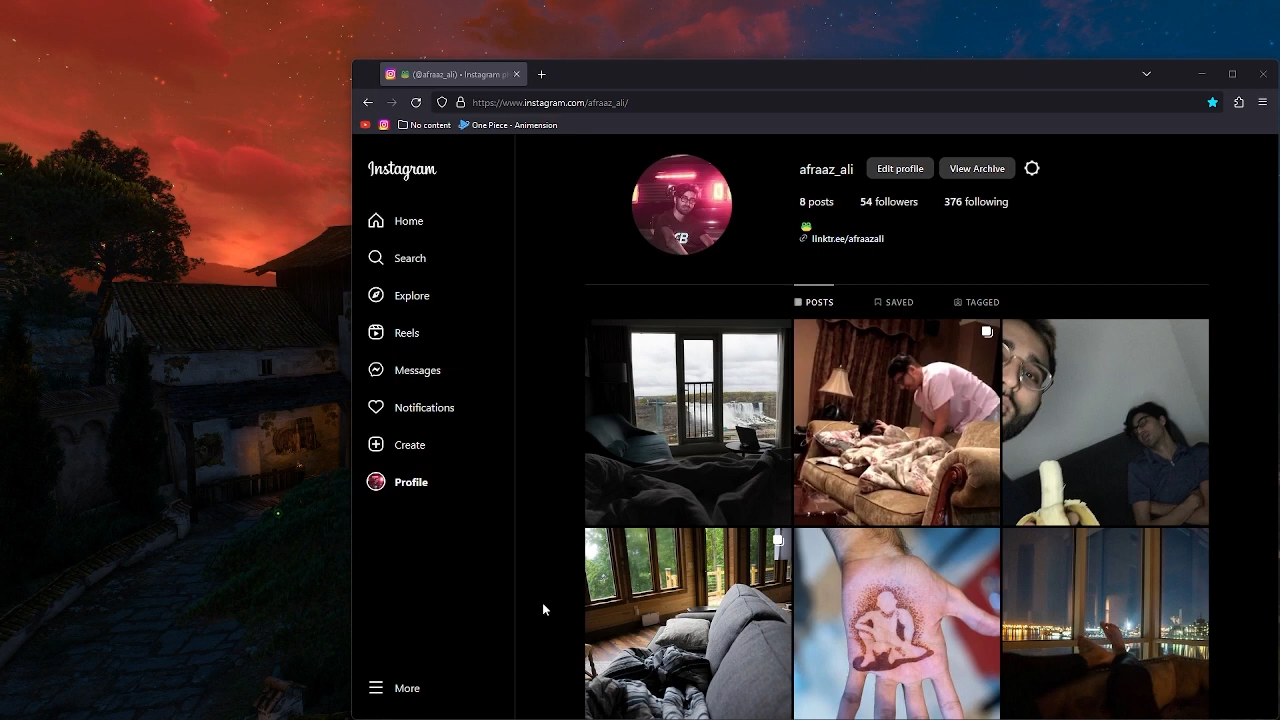 🐸 (@afraaz_ali) • Instagram ph
https://www.instagram.com/afraaz_ali/
No content
One Piece - Animension
Instagram
Home
Search
Explore
Reels
Messages
Notifications
Create
Profile
More
afraaz_ali
Edit profile
View Archive
8 posts
54 followers
376 following
🐸
linktr.ee/afraazali
POSTS
SAVED
TAGGED